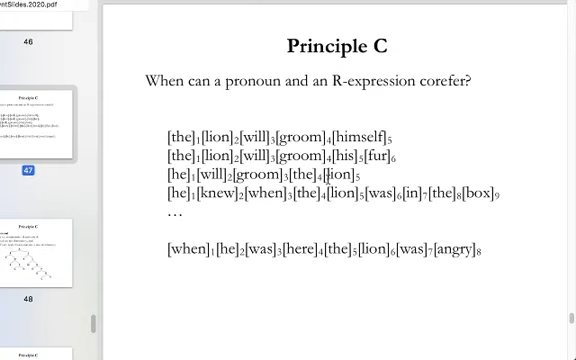 ntSlides.2020.pdf
46
47
48
Principle C
When can a pronoun and an R-expression corefer?
[the]₁[lion]₂[will]₃[groom]₄[himself]₅
[the]₁[lion]₂[will]₃[groom]₄[his]₅[fur]₆
[he]₁[will]₂[groom]₃[the]₄[lion]₅
[he]₁[knew]₂[when]₃[the]₄[lion]₅[was]₆[in]₇[the]₈[box]₉
…
[when]₁[he]₂[was]₃[here]₄[the]₅[lion]₆[was]₇[angry]₈